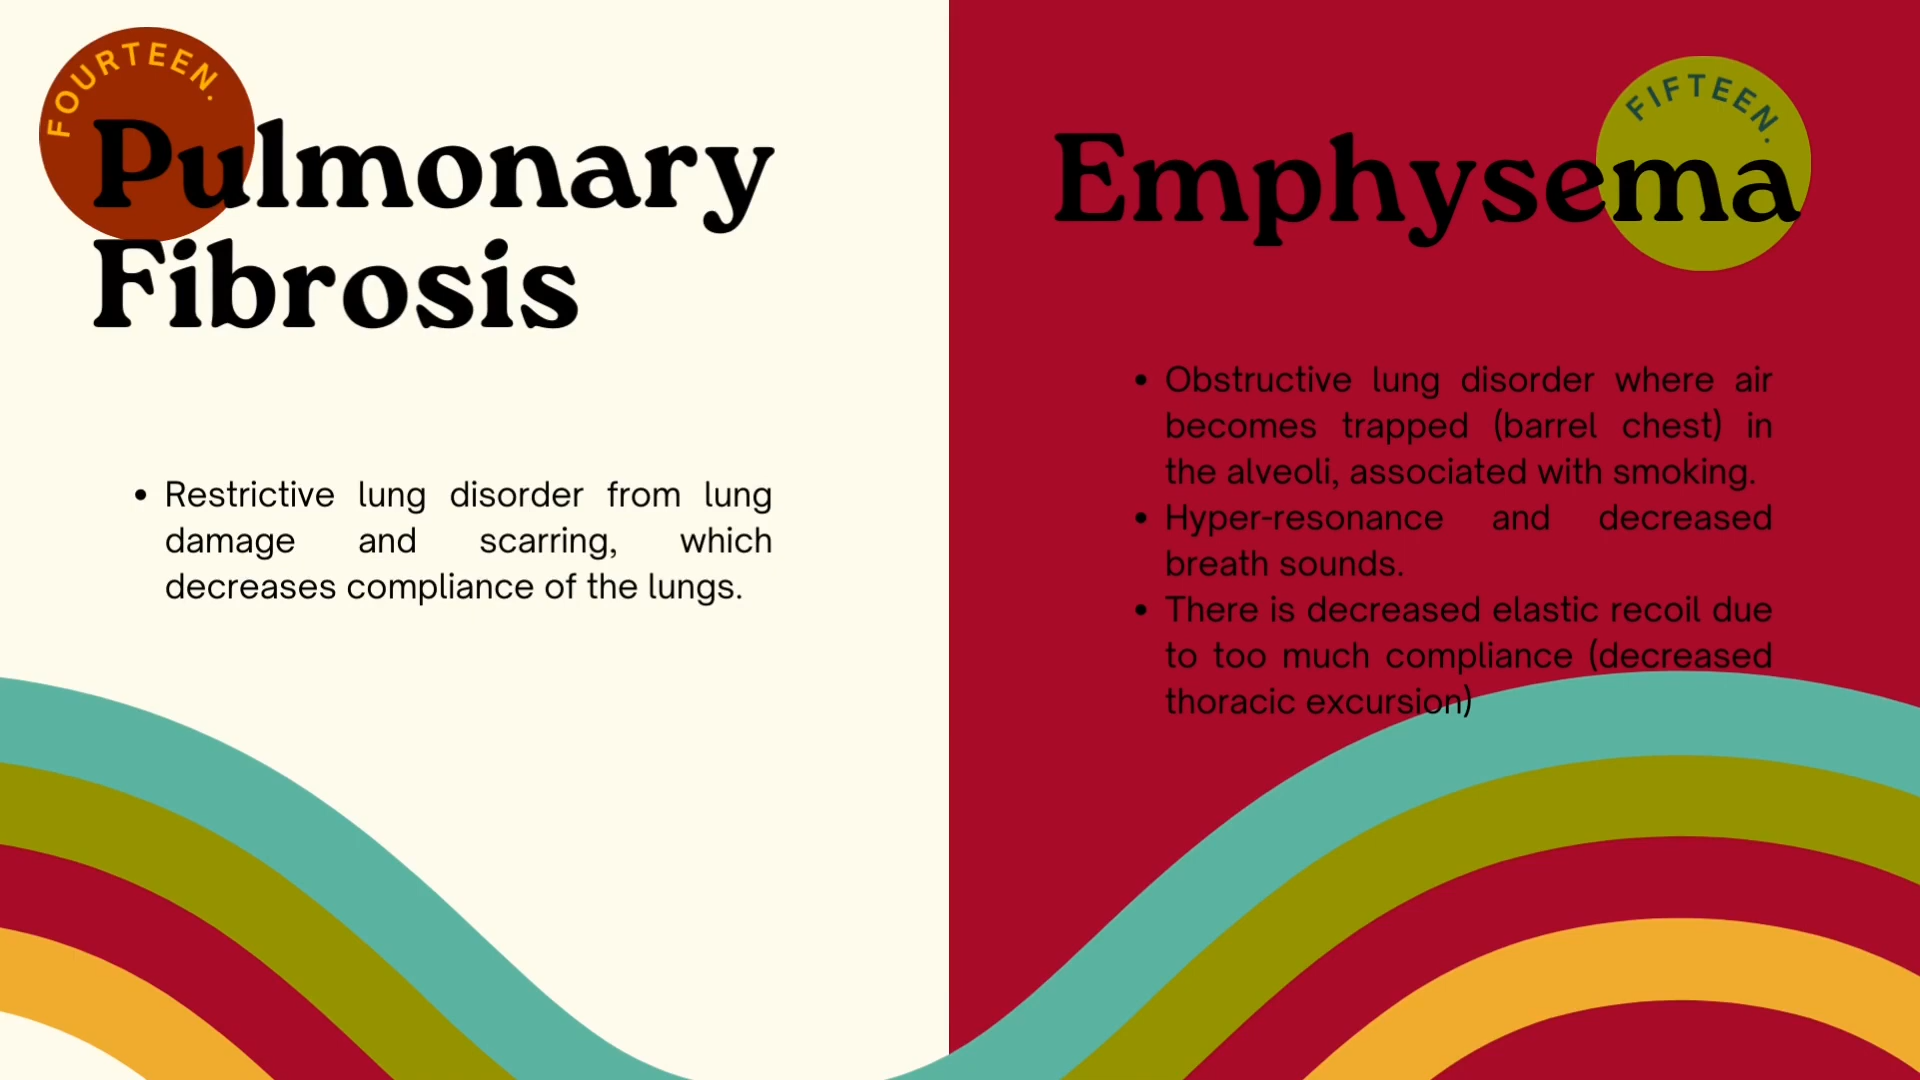 FOURTEEN.
Pulmonary
Fibrosis
• Restrictive lung disorder from lung
damage and scarring, which
decreases compliance of the lungs.
FIFTEEN.
Emphysema
• Obstructive lung disorder where air
becomes trapped (barrel chest) in
the alveoli, associated with smoking.
• Hyper-resonance and decreased
breath sounds.
• There is decreased elastic recoil due
to too much compliance (decreased
thoracic excursion)